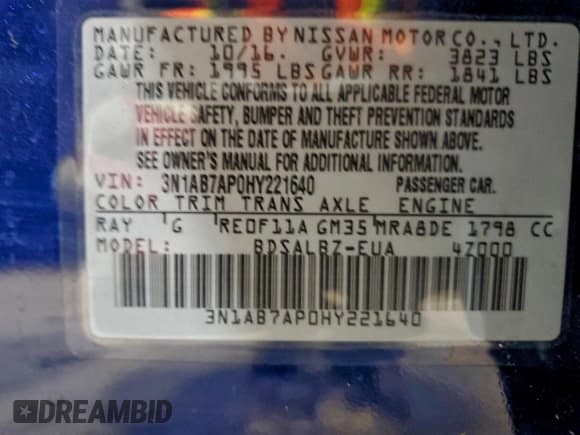 MANUFACTURED BY NISSAN MOTOR CO., LTD.
DATE: 10/16. GVWR: 3823 LBS
GAWR FR: 1995 LBS GAWR RR: 1841 LBS
THIS VEHICLE CONFORMS TO ALL APPLICABLE FEDERAL MOTOR
VEHICLE SAFETY, BUMPER AND THEFT PREVENTION STANDARDS
IN EFFECT ON THE DATE OF MANUFACTURE SHOWN ABOVE.
SEE OWNER'S MANUAL FOR ADDITIONAL INFORMATION.
VIN: 3N1AB7AP0HY221640 PASSENGER CAR.
COLOR TRIM TRANS AXLE ENGINE
RAY G RE0F11A GM35 MRA8DE 1798 CC
MODEL: BDSALBZ-EUA 4Z000
3N1AB7AP0HY221640
DREAMBID